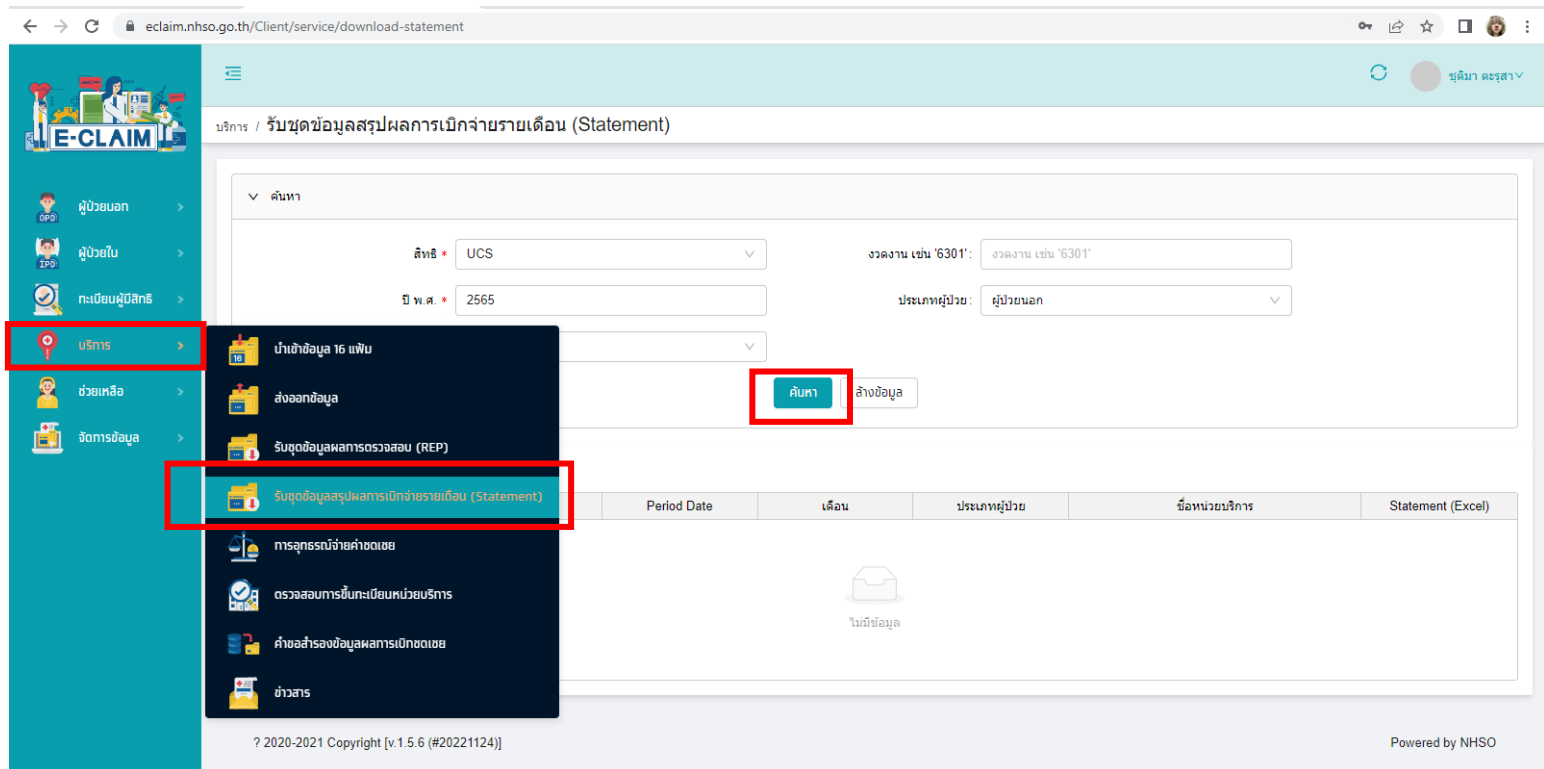 eclaim.nhso.go.th/Client/service/download-statement
ชุติมา ตะรุสา
E-CLAIM
บริการ / รับชุดข้อมูลสรุปผลการเบิกจ่ายรายเดือน (Statement)
ค้นหา
OPD ผู้ป่วยนอก
IPD ผู้ป่วยใน
ทะเบียนผู้มีสิทธิ
บริการ
ช่วยเหลือ
จัดการข้อมูล
สิทธิ * UCS
งวดงาน เช่น '6301' : งวดงาน เช่น '6301'
ปี พ.ศ. * 2565
ประเภทผู้ป่วย : ผู้ป่วยนอก
16 นำเข้าข้อมูล 16 แฟ้ม
ส่งออกข้อมูล
รับชุดข้อมูลผลการตรวจสอบ (REP)
รับชุดข้อมูลสรุปผลการเบิกจ่ายรายเดือน (Statement)
การอุทธรณ์จ่ายค่าชดเชย
ตรวจสอบการขึ้นทะเบียนหน่วยบริการ
คำขอสำรองข้อมูลผลการเบิกชดเชย
ข่าวสาร
ค้นหา ล้างข้อมูล
Period Date เดือน ประเภทผู้ป่วย ชื่อหน่วยบริการ Statement (Excel)
ไม่มีข้อมูล
? 2020-2021 Copyright [v.1.5.6 (#20221124)]
Powered by NHSO